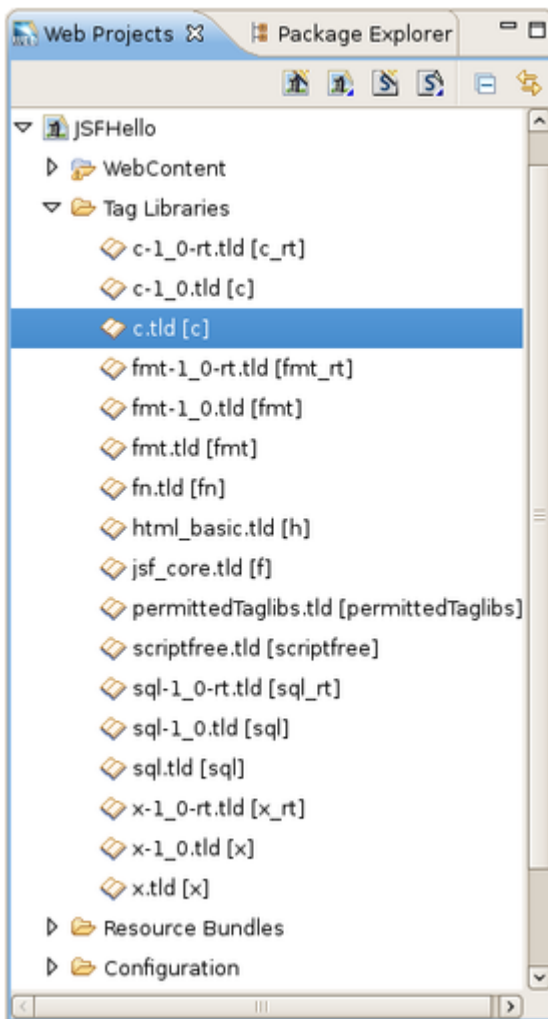 Web Projects
Package Explorer
JSFHello
WebContent
Tag Libraries
c-1_0-rt.tld [c_rt]
c-1_0.tld [c]
c.tld [c]
fmt-1_0-rt.tld [fmt_rt]
fmt-1_0.tld [fmt]
fmt.tld [fmt]
fn.tld [fn]
html_basic.tld [h]
jsf_core.tld [f]
permittedTaglibs.tld [permittedTaglibs]
scriptfree.tld [scriptfree]
sql-1_0-rt.tld [sql_rt]
sql-1_0.tld [sql]
sql.tld [sql]
x-1_0-rt.tld [x_rt]
x-1_0.tld [x]
x.tld [x]
Resource Bundles
Configuration